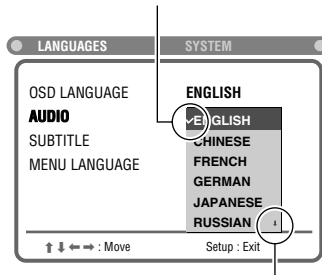 LANGUAGES SYSTEM
OSD LANGUAGE ENGLISH
AUDIO ✓ENGLISH
SUBTITLE CHINESE
MENU LANGUAGE FRENCH
GERMAN
JAPANESE
RUSSIAN ↓
↑ ↓ ← → : Move Setup : Exit